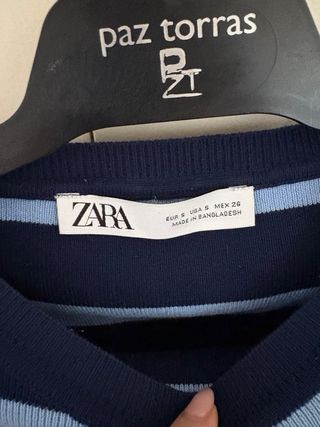 paz torras
PZT
ZARA
EUR S USA S MEX 26
MADE IN BANGLADESH